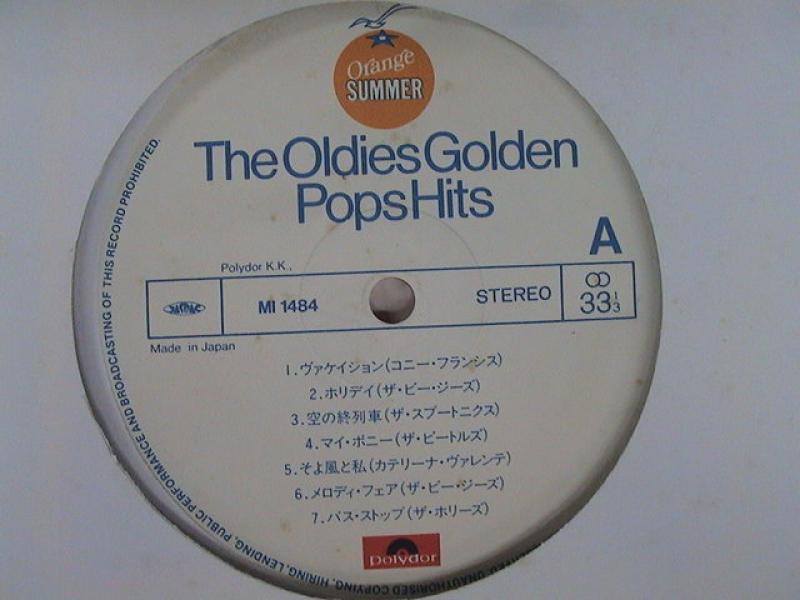 Orange
SUMMER
The Oldies Golden
Pops Hits
A
Polydor K.K.,
JASRAC
MI 1484
STEREO
33 1/3
Made in Japan
1.ヴァケイション(コニー・フランシス)
2.ホリデイ(ザ・ビー・ジーズ)
3.空の終列車(ザ・スプートニクス)
4.マイ・ボニー(ザ・ビートルズ)
5.そよ風と私(カテリーナ・ヴァレンテ)
6.メロディ・フェア(ザ・ビー・ジーズ)
7.バス・ストップ(ザ・ホリーズ)
Polydor
UNAUTHORISED COPYING, HIRING, LENDING, PUBLIC PERFORMANCE AND BROADCASTING OF THIS RECORD PROHIBITED.